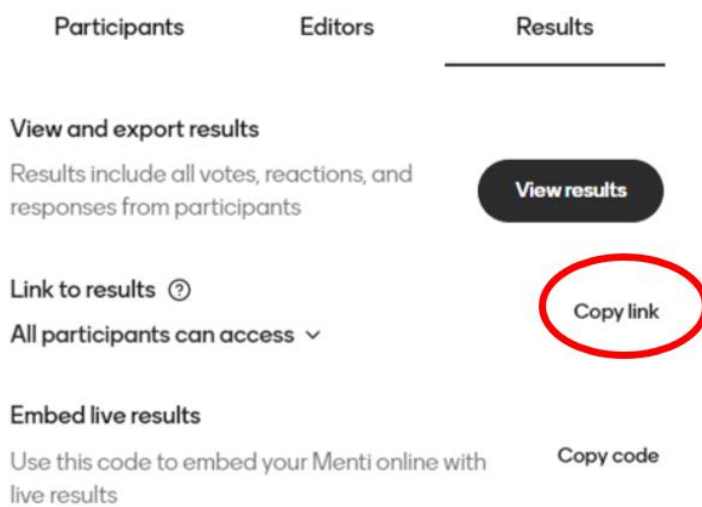 Participants Editors Results
View and export results
Results include all votes, reactions, and
responses from participants
View results
Link to results ?
All participants can access
Copy link
Embed live results
Use this code to embed your Menti online with
live results
Copy code